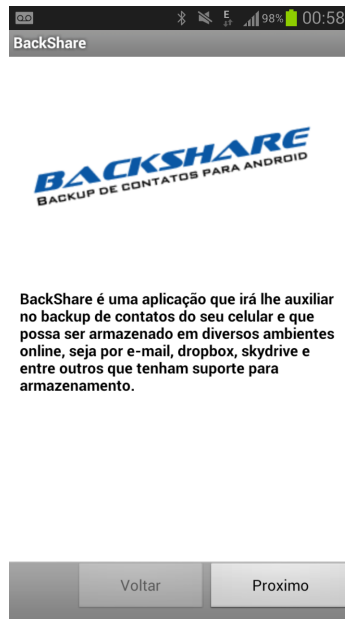 E 98% 00:58
BackShare
BACKSHARE
BACKUP DE CONTATOS PARA ANDROID
BackShare é uma aplicação que irá lhe auxiliar
no backup de contatos do seu celular e que
possa ser armazenado em diversos ambientes
online, seja por e-mail, dropbox, skydrive e
entre outros que tenham suporte para
armazenamento.
Voltar Proximo